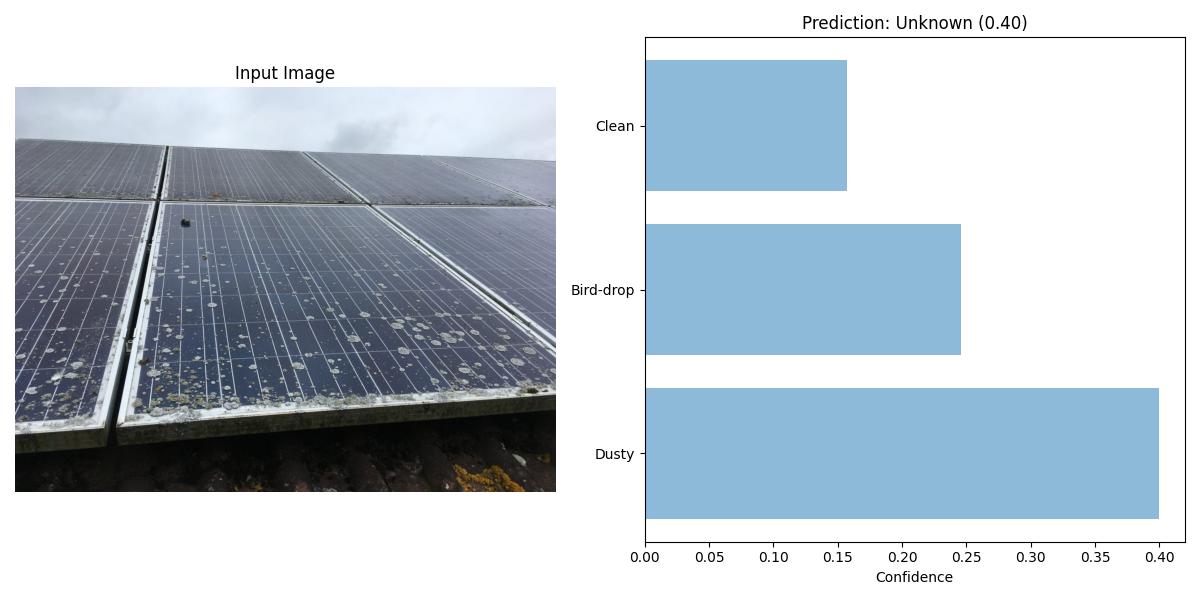 Input Image
Prediction: Unknown (0.40)
Clean
Bird-drop
Dusty
0.00 0.05 0.10 0.15 0.20 0.25 0.30 0.35 0.40
Confidence